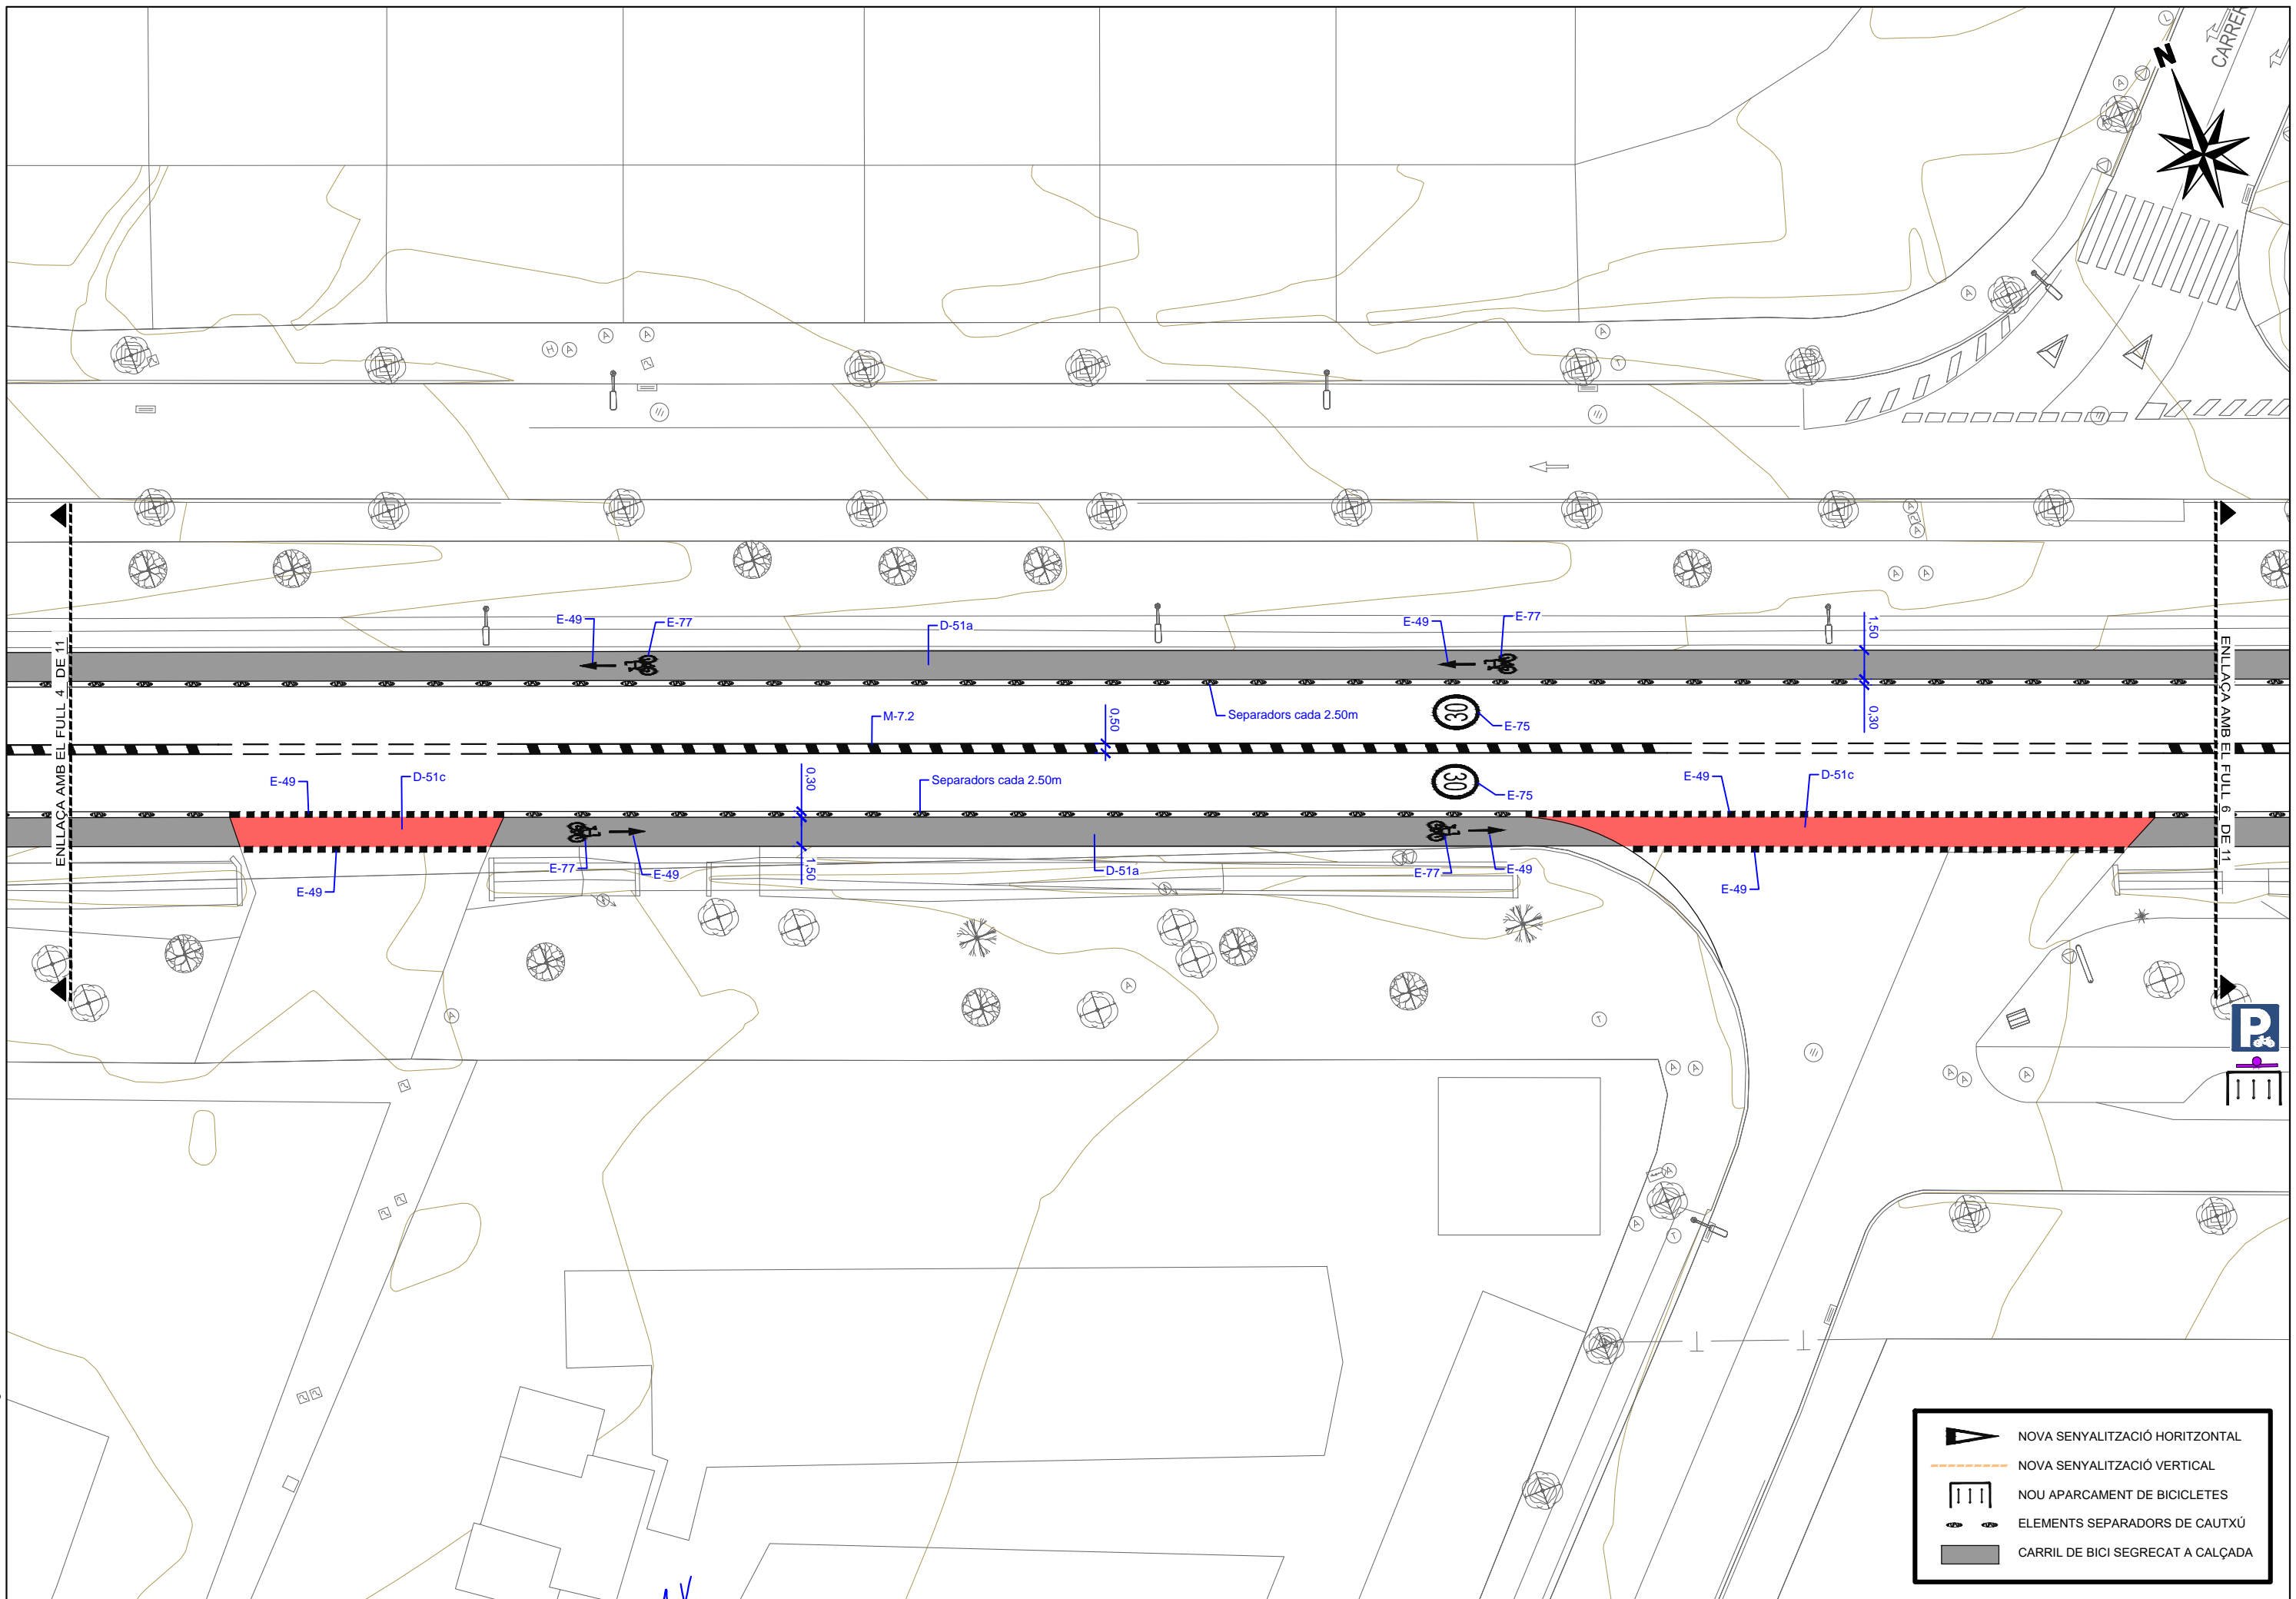 CARRER
N
H
A
A
A
A
T
A
A
A
L
A
A
A
A
ENLLAÇA AMB EL FULL 4 DE 11
ENLLAÇA AMB EL FULL 6 DE 11
E-49
E-77
D-51a
E-49
E-77
1,50
M-7.2
0,50
Separadors cada 2.50m
30
E-75
0,30
E-49
D-51c
0,30
Separadors cada 2.50m
30
E-75
E-49
D-51c
E-77
E-49
1,50
D-51a
E-77
E-49
E-49
E-49
A
A
T
A
A
A
A
A
P
A
A
T
NOVA SENYALITZACIÓ HORITZONTAL
NOVA SENYALITZACIÓ VERTICAL
NOU APARCAMENT DE BICICLETES
ELEMENTS SEPARADORS DE CAUTXÚ
CARRIL DE BICI SEGRECAT A CALÇADA